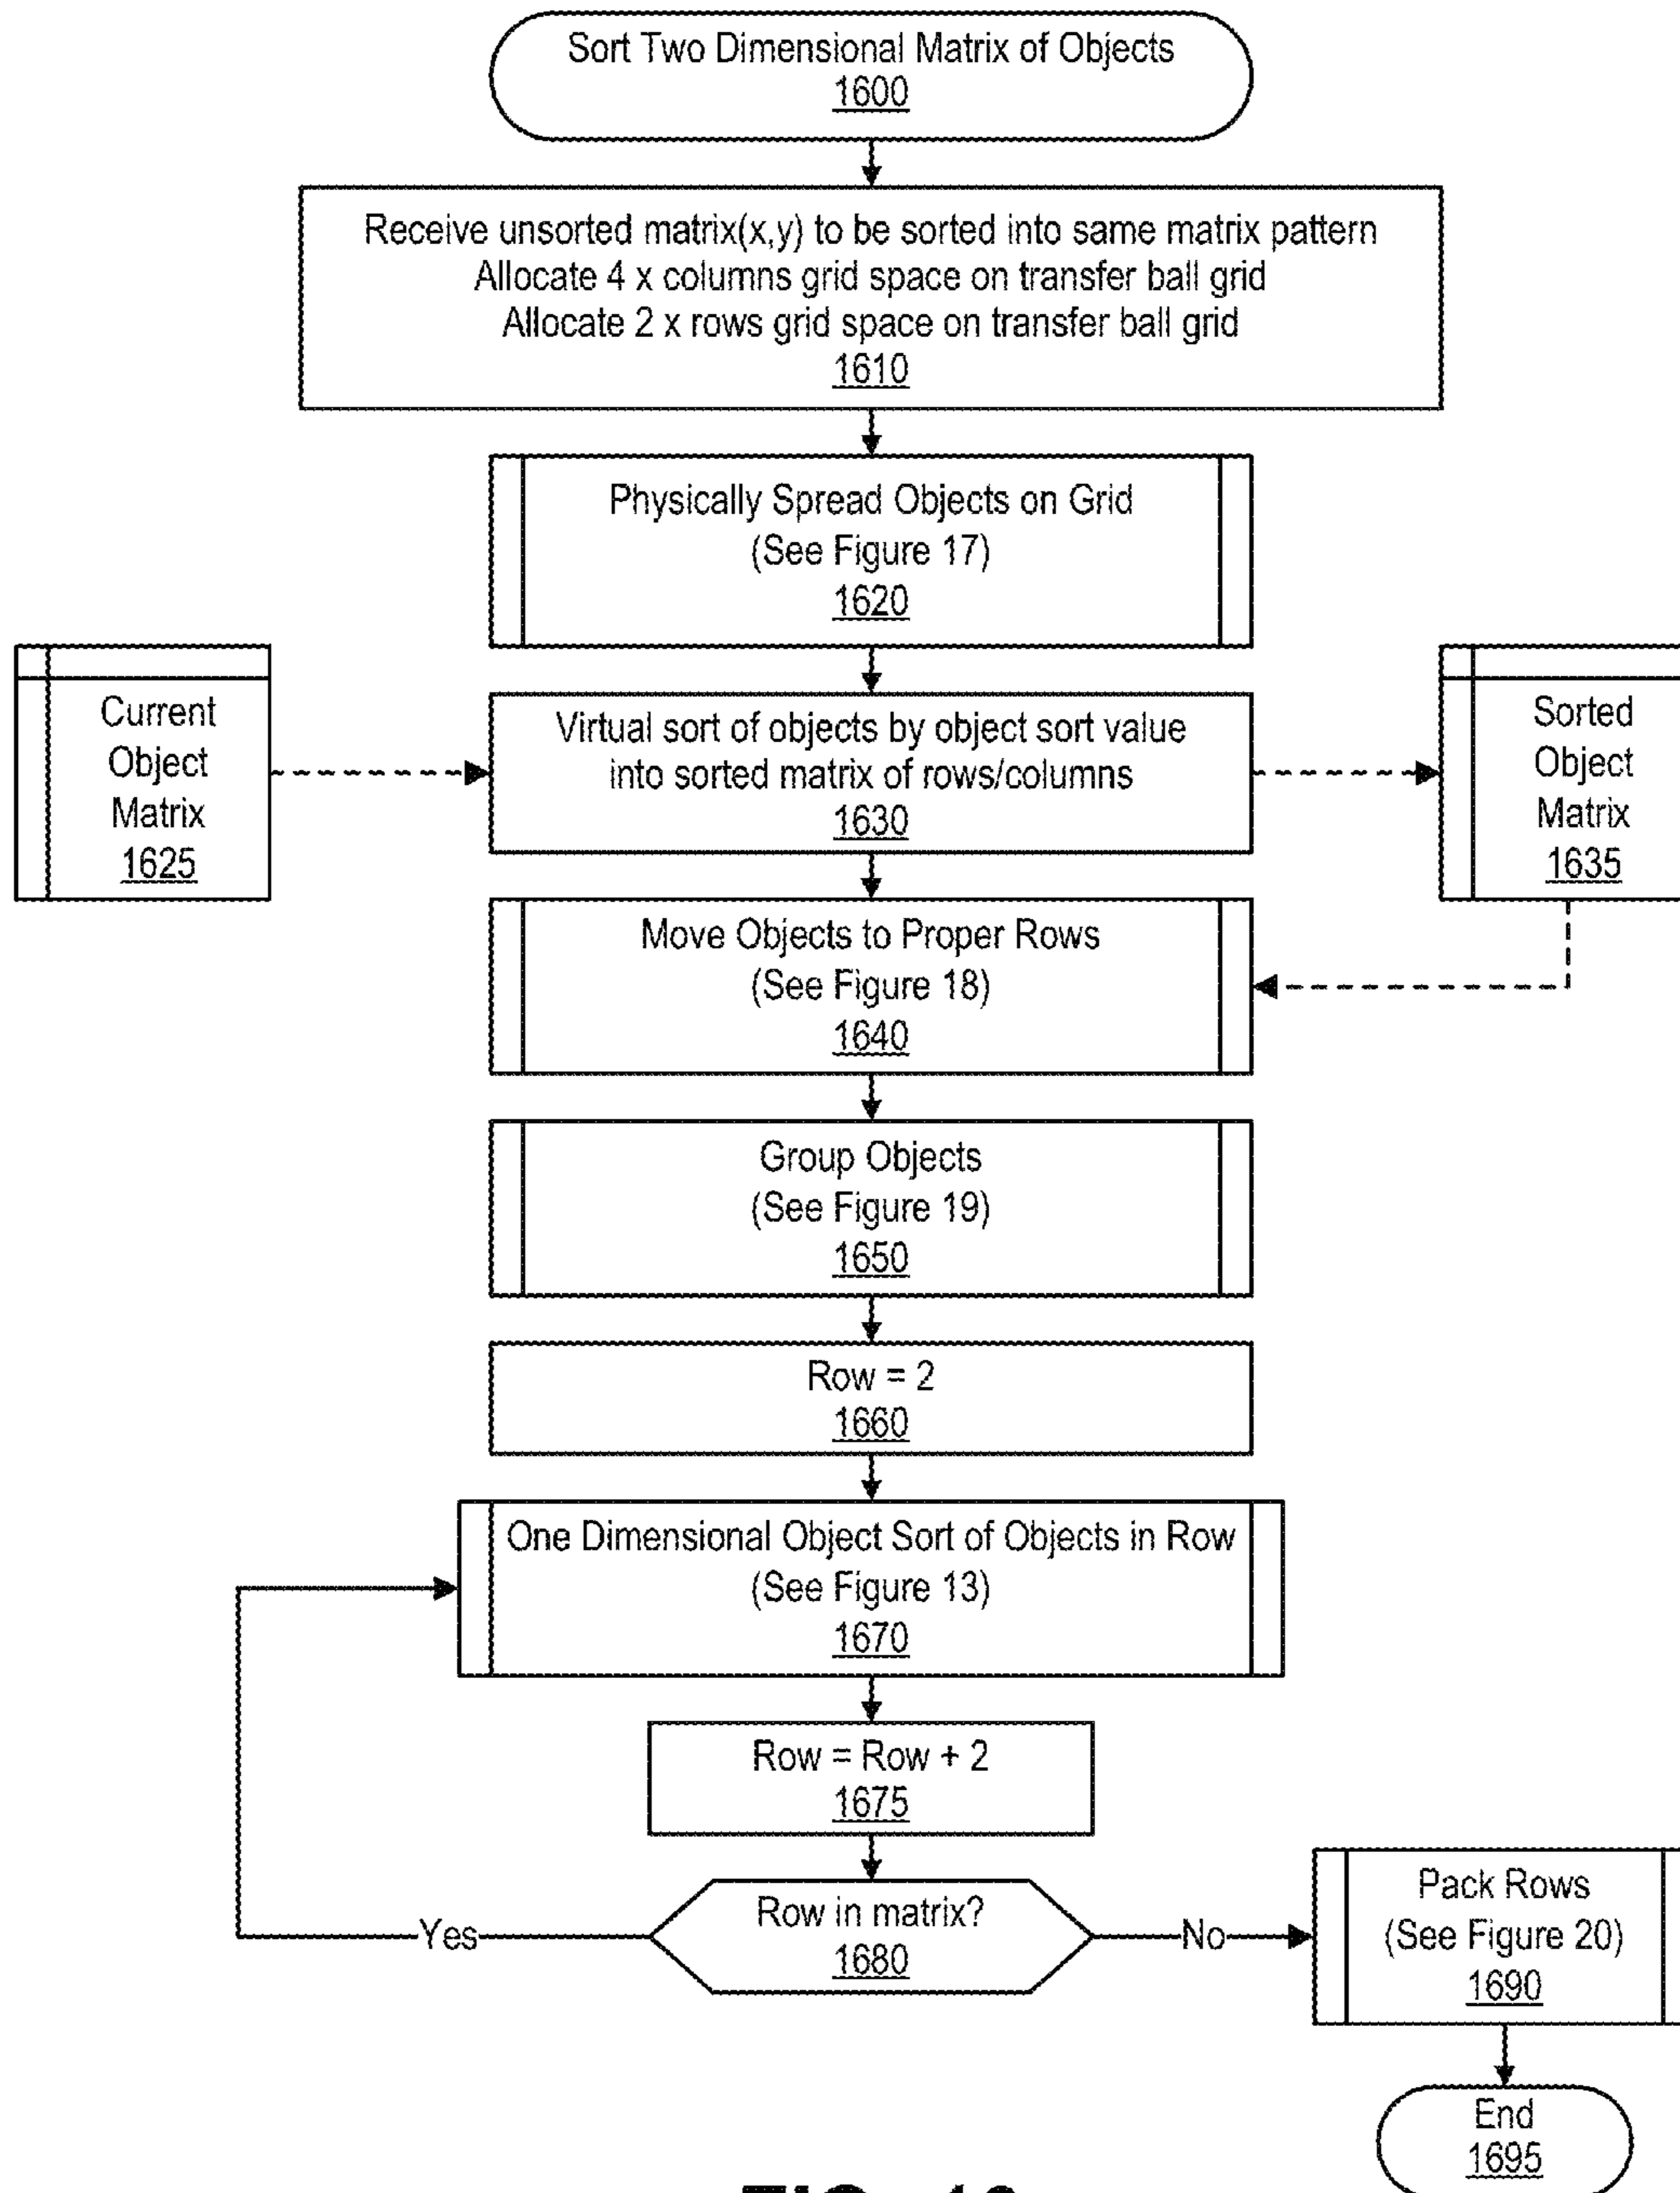 Sort Two Dimensional Matrix of Objects
1600
Receive unsorted matrix(x,y) to be sorted into same matrix pattern
Allocate 4 x columns grid space on transfer ball grid
Allocate 2 x rows grid space on transfer ball grid
1610
Physically Spread Objects on Grid
(See Figure 17)
1620
Current
Object
Matrix
1625
Virtual sort of objects by object sort value
into sorted matrix of rows/columns
1630
Sorted
Object
Matrix
1635
Move Objects to Proper Rows
(See Figure 18)
1640
Group Objects
(See Figure 19)
1650
Row = 2
1660
One Dimensional Object Sort of Objects in Row
(See Figure 13)
1670
Row = Row + 2
1675
Row in matrix?
1680
Yes
No
Pack Rows
(See Figure 20)
1690
End
1695